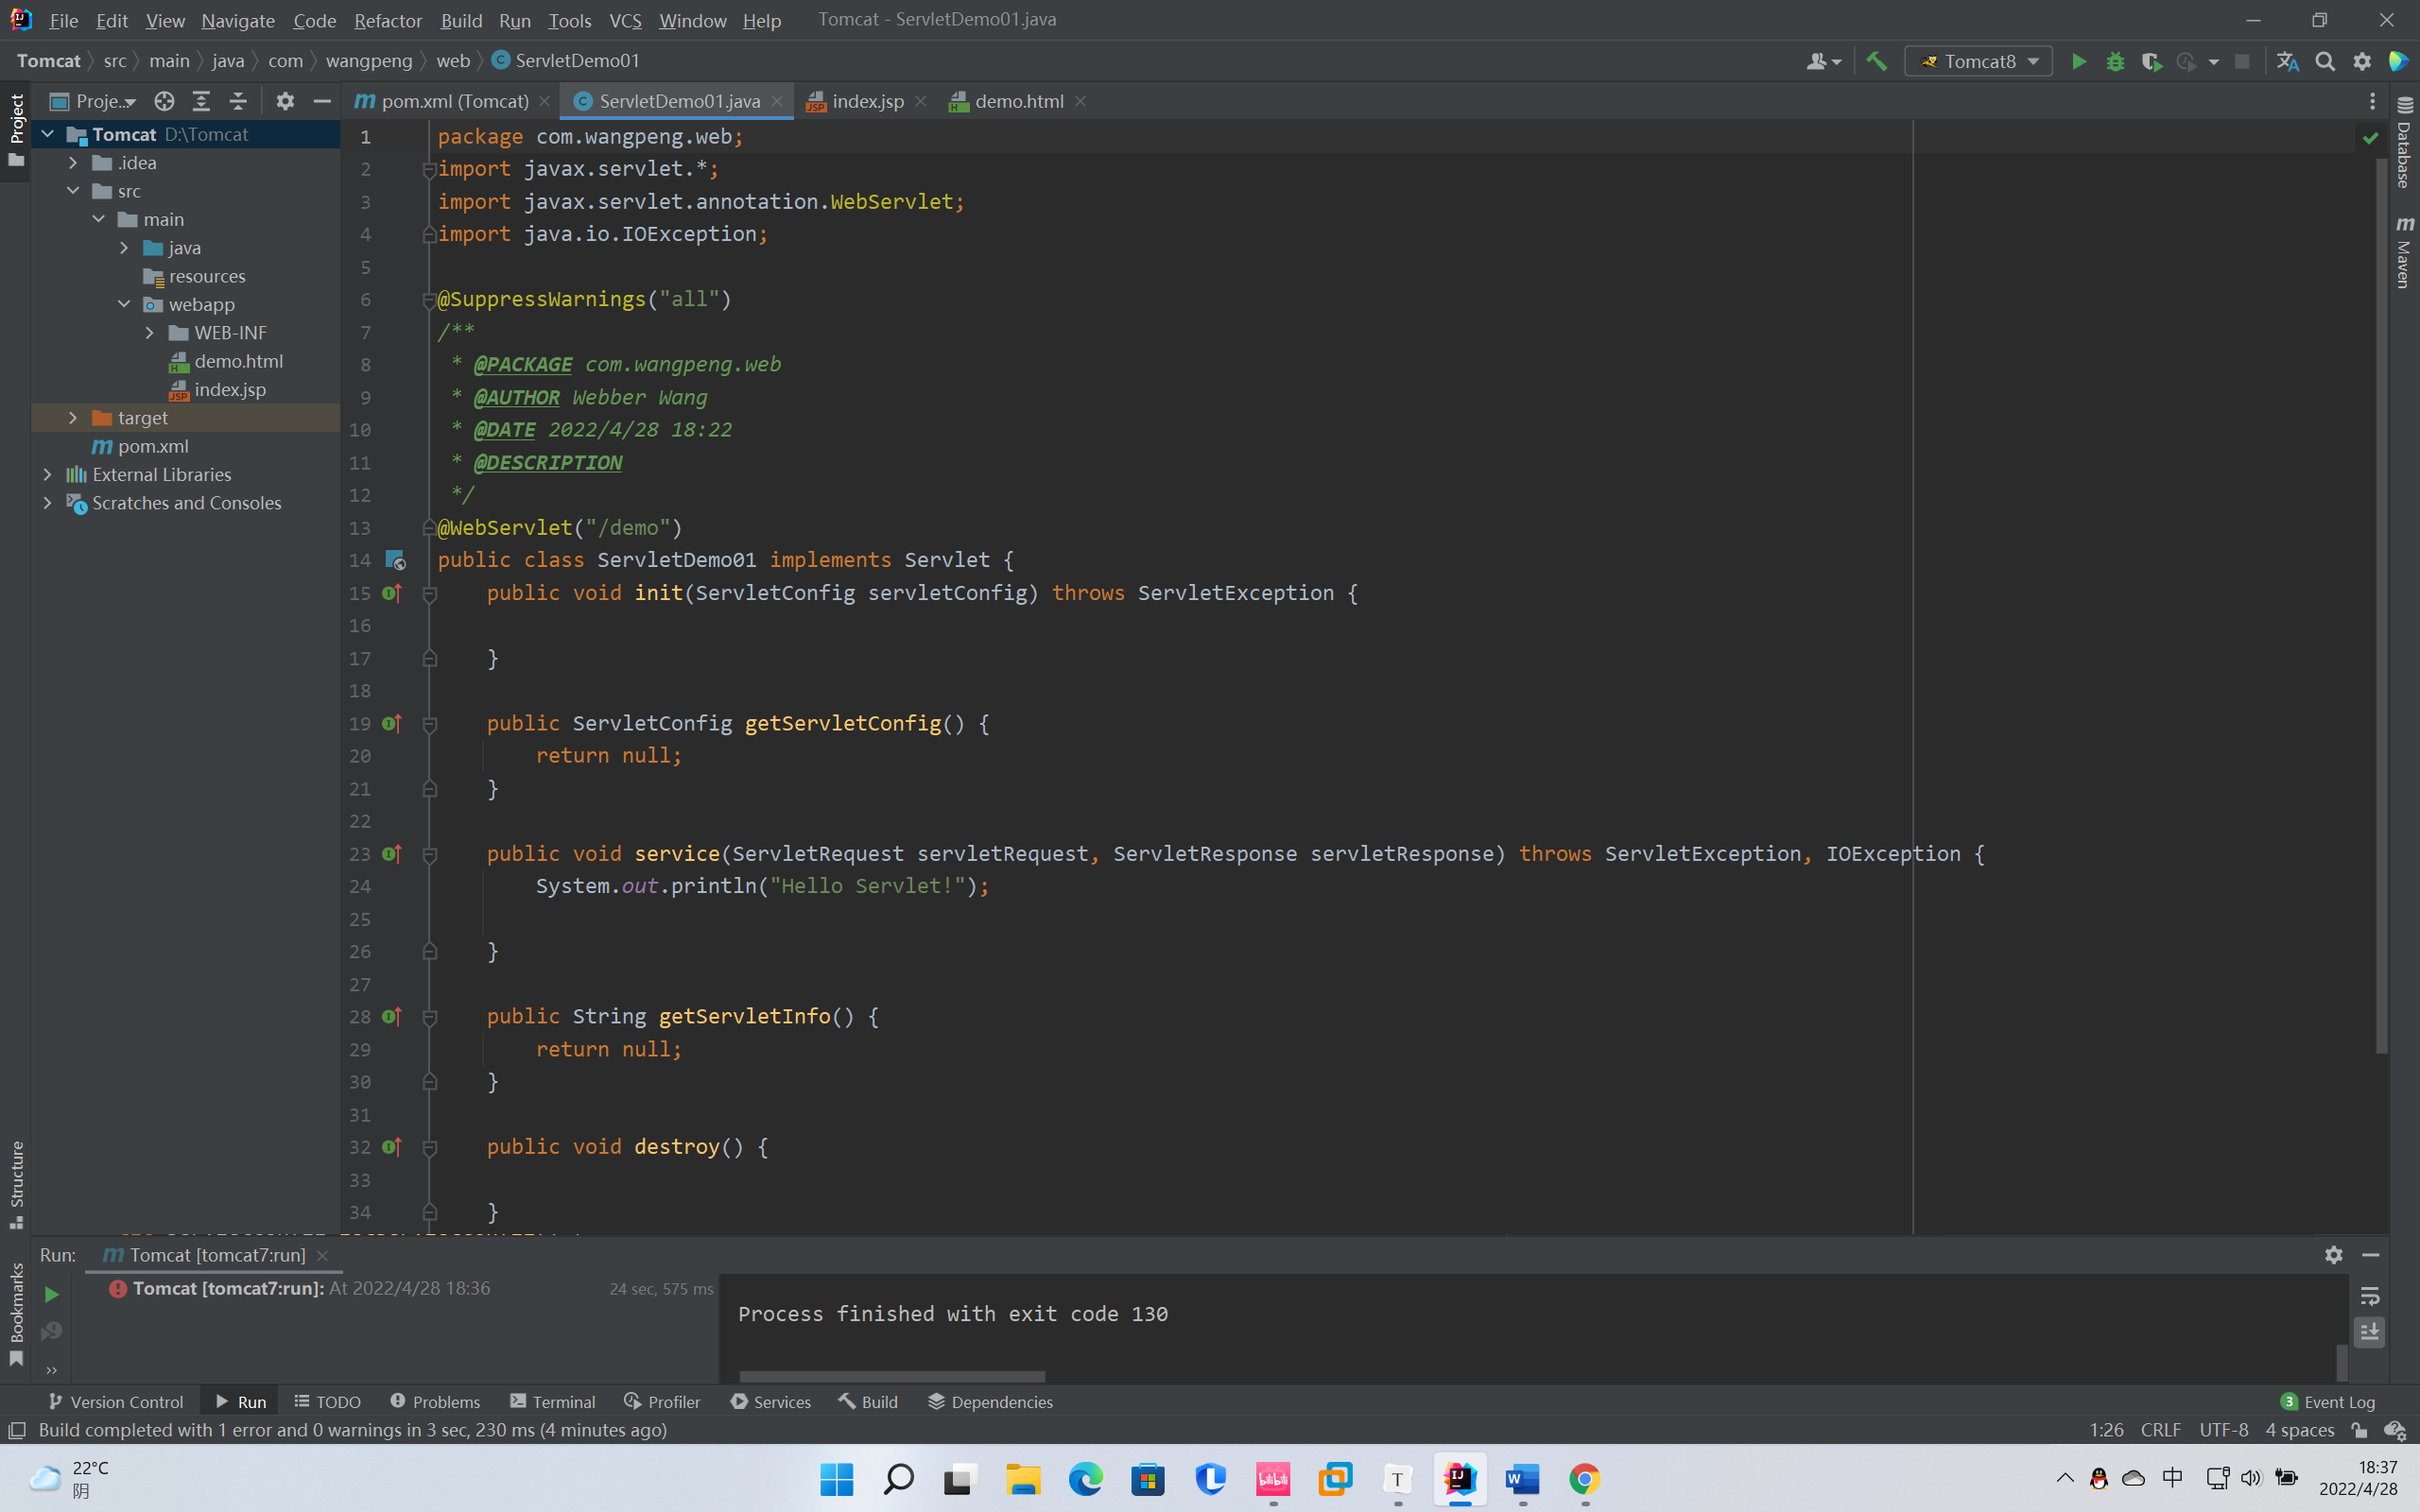 File Edit View Navigate Code Refactor Build Run Tools VCS Window Help Tomcat - ServletDemo01.java
Tomcat src main java com wangpeng web ServletDemo01 Tomcat8
Proje... pom.xml (Tomcat) ServletDemo01.java index.jsp demo.html
Project
Tomcat D:\Tomcat
.idea
src
main
java
resources
webapp
WEB-INF
demo.html
index.jsp
target
pom.xml
External Libraries
Scratches and Consoles
Structure
Bookmarks
1 package com.wangpeng.web;
2 import javax.servlet.*;
3 import javax.servlet.annotation.WebServlet;
4 import java.io.IOException;
5
6 @SuppressWarnings("all")
7 /**
8 * @PACKAGE com.wangpeng.web
9 * @AUTHOR Webber Wang
10 * @DATE 2022/4/28 18:22
11 * @DESCRIPTION
12 */
13 @WebServlet("/demo")
14 public class ServletDemo01 implements Servlet {
15 public void init(ServletConfig servletConfig) throws ServletException {
16
17 }
18
19 public ServletConfig getServletConfig() {
20 return null;
21 }
22
23 public void service(ServletRequest servletRequest, ServletResponse servletResponse) throws ServletException, IOException {
24 System.out.println("Hello Servlet!");
25
26 }
27
28 public String getServletInfo() {
29 return null;
30 }
31
32 public void destroy() {
33
34 }
Database
Maven
Run: Tomcat [tomcat7:run]
Tomcat [tomcat7:run]: At 2022/4/28 18:36 24 sec, 575 ms
Process finished with exit code 130
Version Control Run TODO Problems Terminal Profiler Services Build Dependencies 3 Event Log
Build completed with 1 error and 0 warnings in 3 sec, 230 ms (4 minutes ago) 1:26 CRLF UTF-8 4 spaces
22°C
阴
bilibili
T
中
18:37
2022/4/28